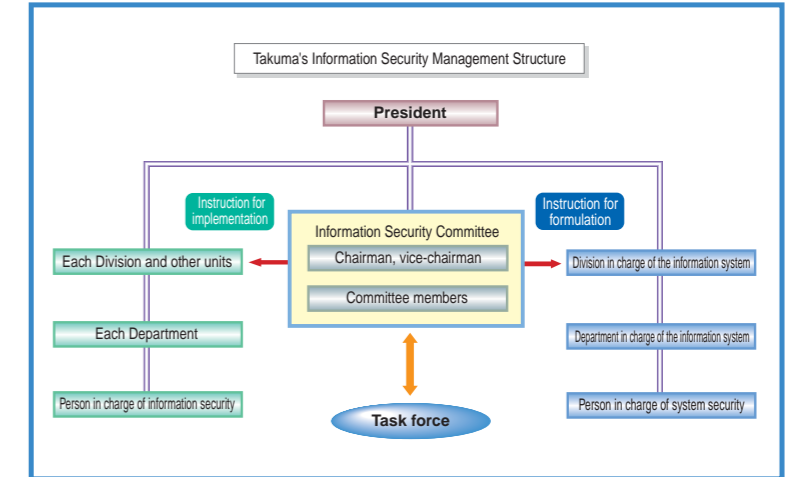 Takuma's Information Security Management Structure
President
Instruction for
implementation
Instruction for
formulation
Information Security Committee
Chairman, vice-chairman
Committee members
Each Division and other units
Division in charge of the information system
Each Department
Department in charge of the information system
Person in charge of information security
Person in charge of system security
Task force